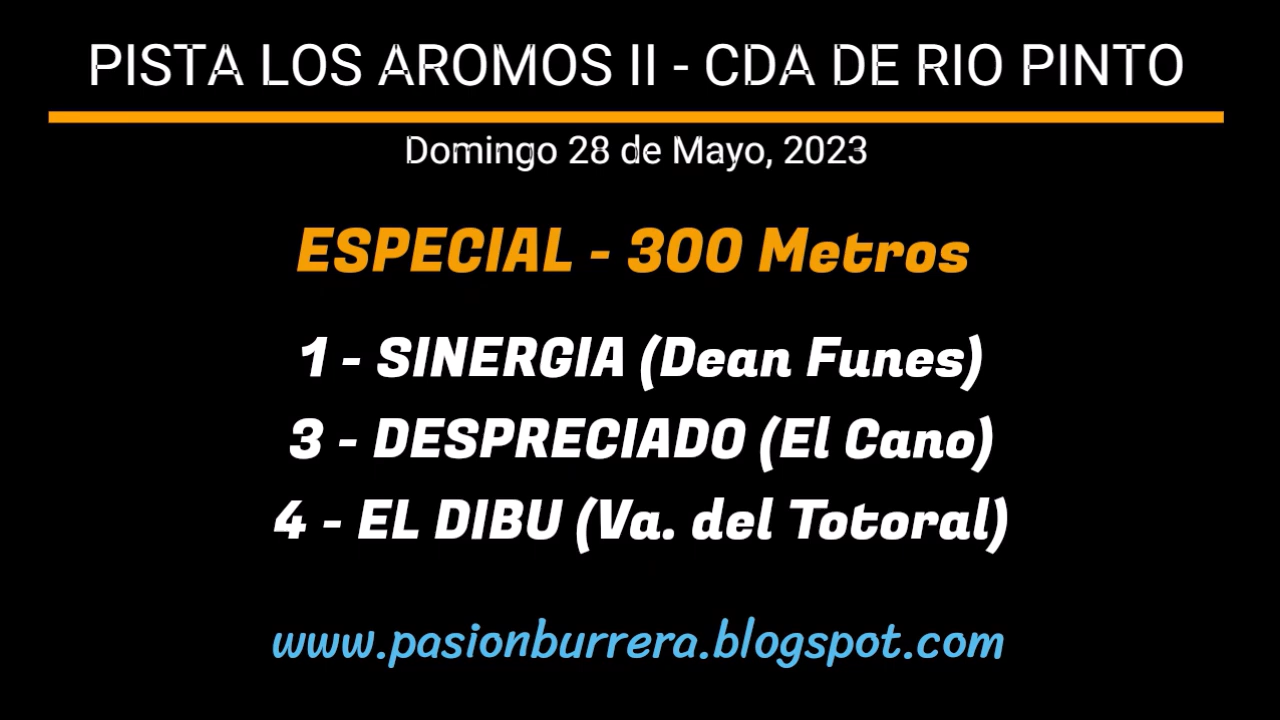 PISTA LOS AROMOS II - CDA DE RIO PINTO
Domingo 28 de Mayo, 2023
ESPECIAL - 300 Metros
1 - SINERGIA (Dean Funes)
3 - DESPRECIADO (El Cano)
4 - EL DIBU (Va. del Totoral)
www.pasionburrera.blogspot.com